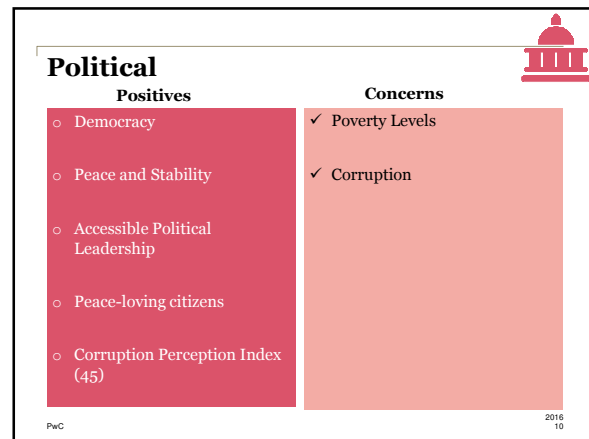 Political
Positives
○ Democracy
○ Peace and Stability
○ Accessible Political
Leadership
○ Peace-loving citizens
○ Corruption Perception Index
(45)
Concerns
✓ Poverty Levels
✓ Corruption
PwC
2016
10